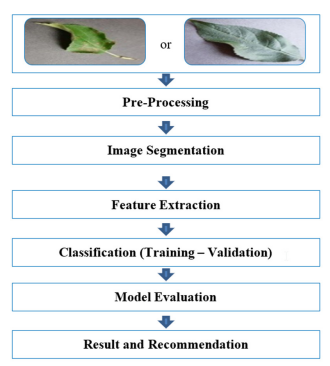 or
Pre-Processing
Image Segmentation
Feature Extraction
Classification (Training – Validation)
Model Evaluation
Result and Recommendation